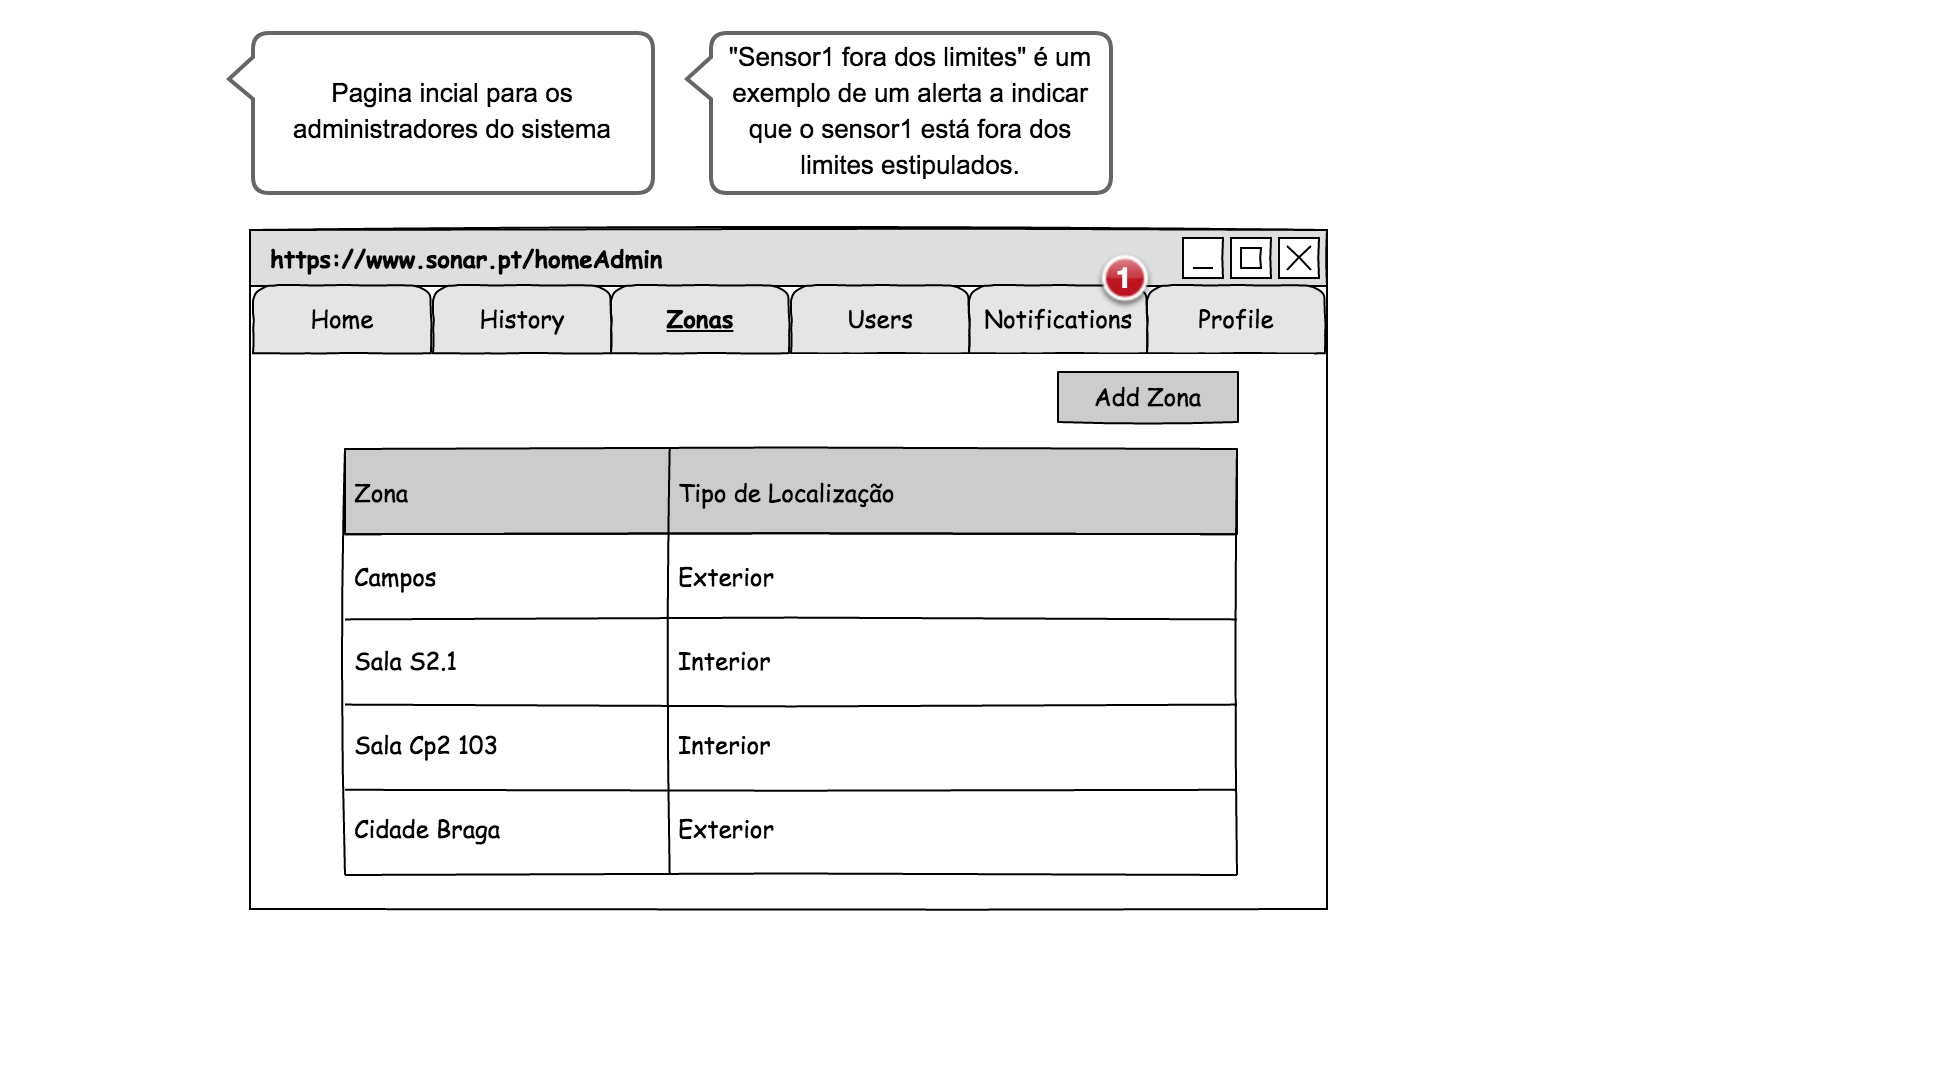 Pagina incial para os
administradores do sistema
"Sensor1 fora dos limites" é um
exemplo de um alerta a indicar
que o sensor1 está fora dos
limites estipulados.
https://www.sonar.pt/homeAdmin
1
Home History Zonas Users Notifications Profile
Add Zona
Zona Tipo de Localização
Campos Exterior
Sala S2.1 Interior
Sala Cp2 103 Interior
Cidade Braga Exterior